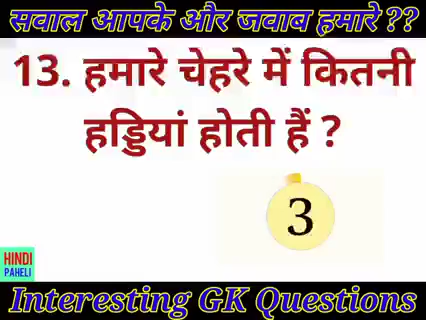 सवाल आपके और जवाब हमारे ??
13. हमारे चेहरे में कितनी
हड्डियां होती हैं ?
3
HINDI
PAHELI
Interesting GK Questions